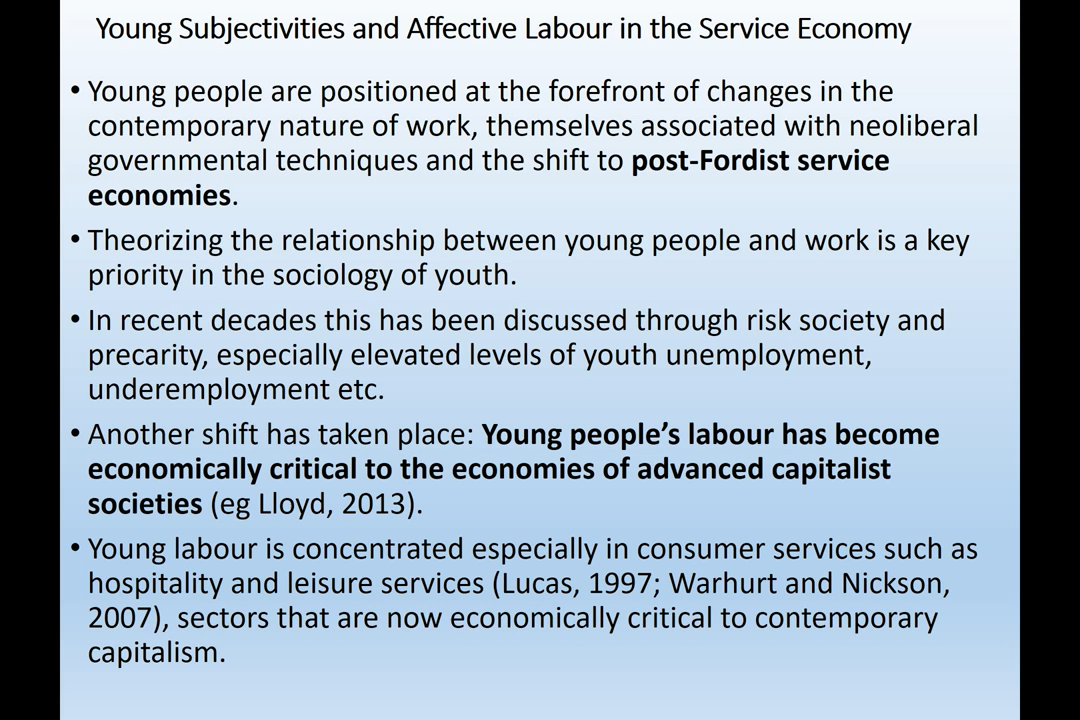 Young Subjectivities and Affective Labour in the Service Economy
• Young people are positioned at the forefront of changes in the
contemporary nature of work, themselves associated with neoliberal
governmental techniques and the shift to post-Fordist service
economies.
• Theorizing the relationship between young people and work is a key
priority in the sociology of youth.
• In recent decades this has been discussed through risk society and
precarity, especially elevated levels of youth unemployment,
underemployment etc.
• Another shift has taken place: Young people’s labour has become
economically critical to the economies of advanced capitalist
societies (eg Lloyd, 2013).
• Young labour is concentrated especially in consumer services such as
hospitality and leisure services (Lucas, 1997; Warhurt and Nickson,
2007), sectors that are now economically critical to contemporary
capitalism.